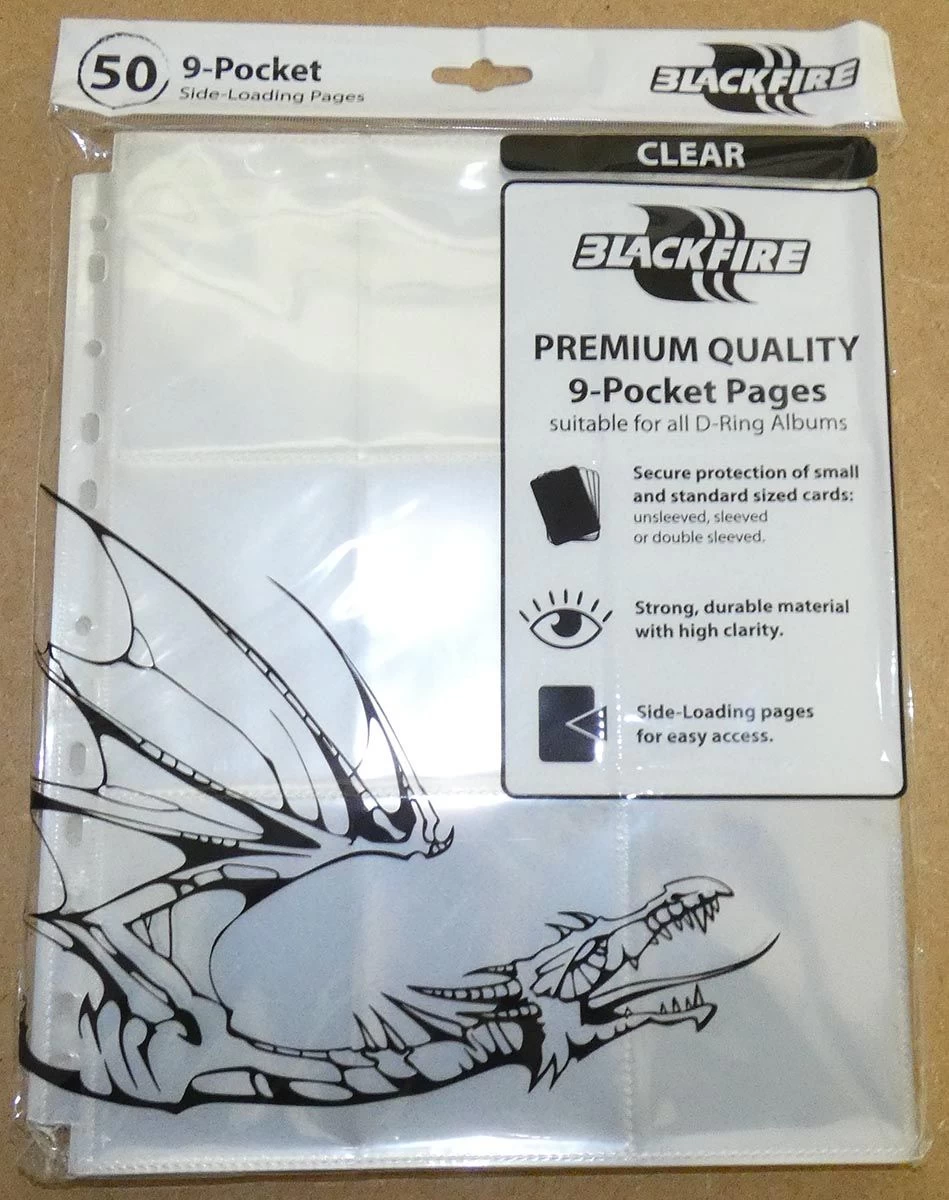 50
9-Pocket
Side-Loading Pages
BLACKFIRE
CLEAR
BLACKFIRE
PREMIUM QUALITY
9-Pocket Pages
suitable for all D-Ring Albums
Secure protection of small
and standard sized cards:
unsleeved, sleeved
or double sleeved.
Strong, durable material
with high clarity.
Side-Loading pages
for easy access.